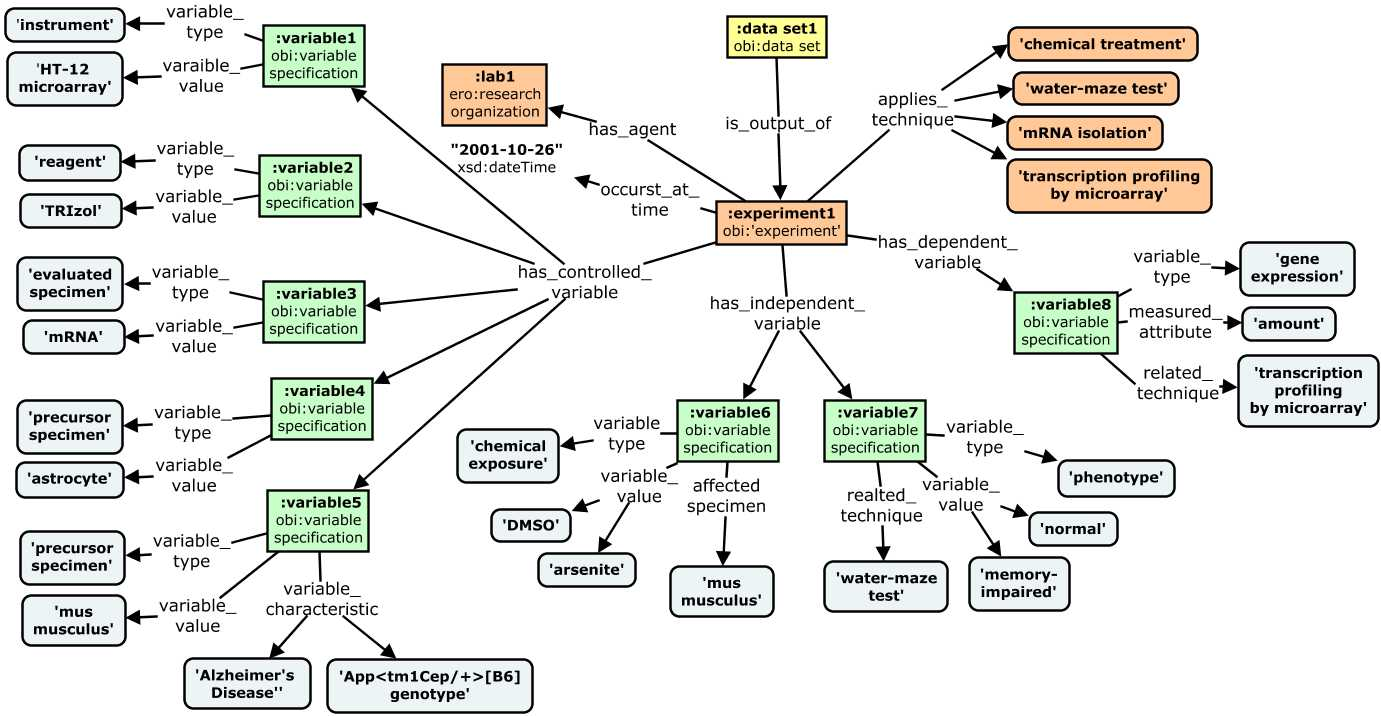 'instrument'
variable_
type
:variable1
obi:variable
specification
'HT-12
microarray'
varaible_
value
:data set1
obi:data set
:lab1
ero:research
organization
has_agent
"2001-10-26"
xsd:dateTime
occurst_at_
time
is_output_of
applies_
technique
'chemical treatment'
'water-maze test'
'mRNA isolation'
'transcription profiling
by microarray'
:experiment1
obi:'experiment'
'reagent'
variable_
type
:variable2
obi:variable
specification
'TRIzol'
variable_
value
has_controlled_
variable
'evaluated
specimen'
variable_
type
:variable3
obi:variable
specification
'mRNA'
variable_
value
has_independent_
variable
has_dependent_
variable
:variable8
obi:variable
specification
variable_
type
'gene
expression'
measured_
attribute
'amount'
related_
technique
'transcription
profiling
by microarray'
:variable4
obi:variable
specification
'precursor
specimen'
variable_
type
'astrocyte'
variable_
value
:variable5
obi:variable
specification
'precursor
specimen'
variable_
type
'mus
musculus'
variable_
value
variable_
characteristic
'Alzheimer's
Disease''
'App<tm1Cep/+>[B6]
genotype'
:variable6
obi:variable
specification
'chemical
exposure'
variable
type
variable_
value
'DMSO'
'arsenite'
affected
specimen
'mus
musculus'
:variable7
obi:variable
specification
variable_
type
'phenotype'
realted_
technique
'water-maze
test'
variable_
value
'normal'
'memory-
impaired'